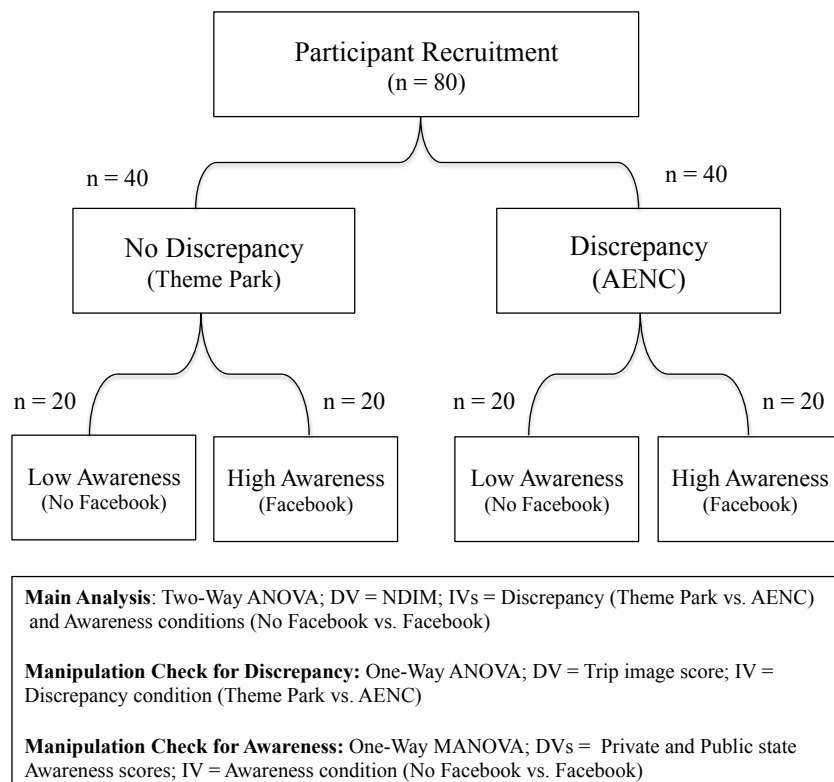 Participant Recruitment
(n = 80)
n = 40
n = 40
No Discrepancy
(Theme Park)
Discrepancy
(AENC)
n = 20
n = 20
n = 20
n = 20
Low Awareness
(No Facebook)
High Awareness
(Facebook)
Low Awareness
(No Facebook)
High Awareness
(Facebook)
Main Analysis: Two-Way ANOVA; DV = NDIM; IVs = Discrepancy (Theme Park vs. AENC)
and Awareness conditions (No Facebook vs. Facebook)
Manipulation Check for Discrepancy: One-Way ANOVA; DV = Trip image score; IV =
Discrepancy condition (Theme Park vs. AENC)
Manipulation Check for Awareness: One-Way MANOVA; DVs = Private and Public state
Awareness scores; IV = Awareness condition (No Facebook vs. Facebook)